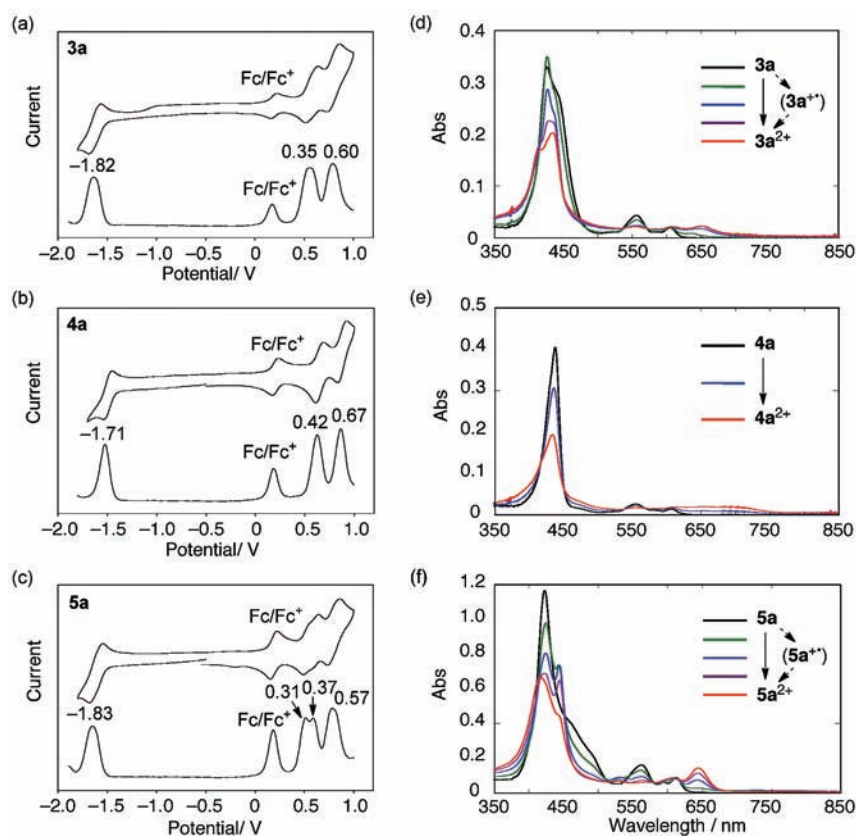 (a)
3a
Fc/Fc⁺
Current
–1.82
Fc/Fc⁺
0.35
0.60
–2.0 –1.5 –1.0 –0.5 0 0.5 1.0
Potential/ V
(b)
4a
Fc/Fc⁺
Current
–1.71
Fc/Fc⁺
0.42
0.67
–2.0 –1.5 –1.0 –0.5 0 0.5 1.0
Potential/ V
(c)
5a
Fc/Fc⁺
Current
–1.83
Fc/Fc⁺
0.31
0.37
0.57
–2.0 –1.5 –1.0 –0.5 0 0.5 1.0
Potential/ V
(d)
0.4
0.3
0.2
0.1
0
Abs
3a
(3a⁺•)
3a²⁺
350 450 550 650 750 850
(e)
0.5
0.4
0.3
0.2
0.1
0
Abs
4a
4a²⁺
350 450 550 650 750 850
(f)
1.2
1.0
0.8
0.6
0.4
0.2
0
Abs
5a
(5a⁺•)
5a²⁺
350 450 550 650 750 850
Wavelength / nm